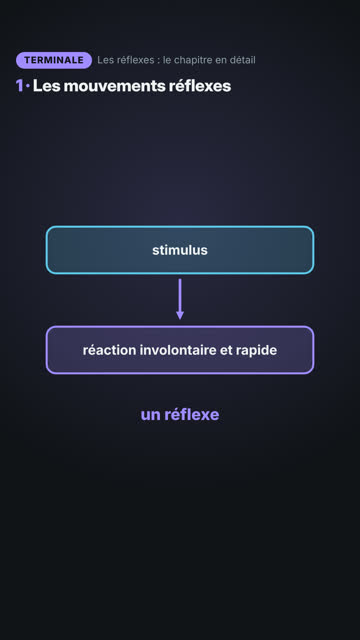 TERMINALE Les réflexes : le chapitre en détail
1· Les mouvements réflexes
stimulus
réaction involontaire et rapide
un réflexe